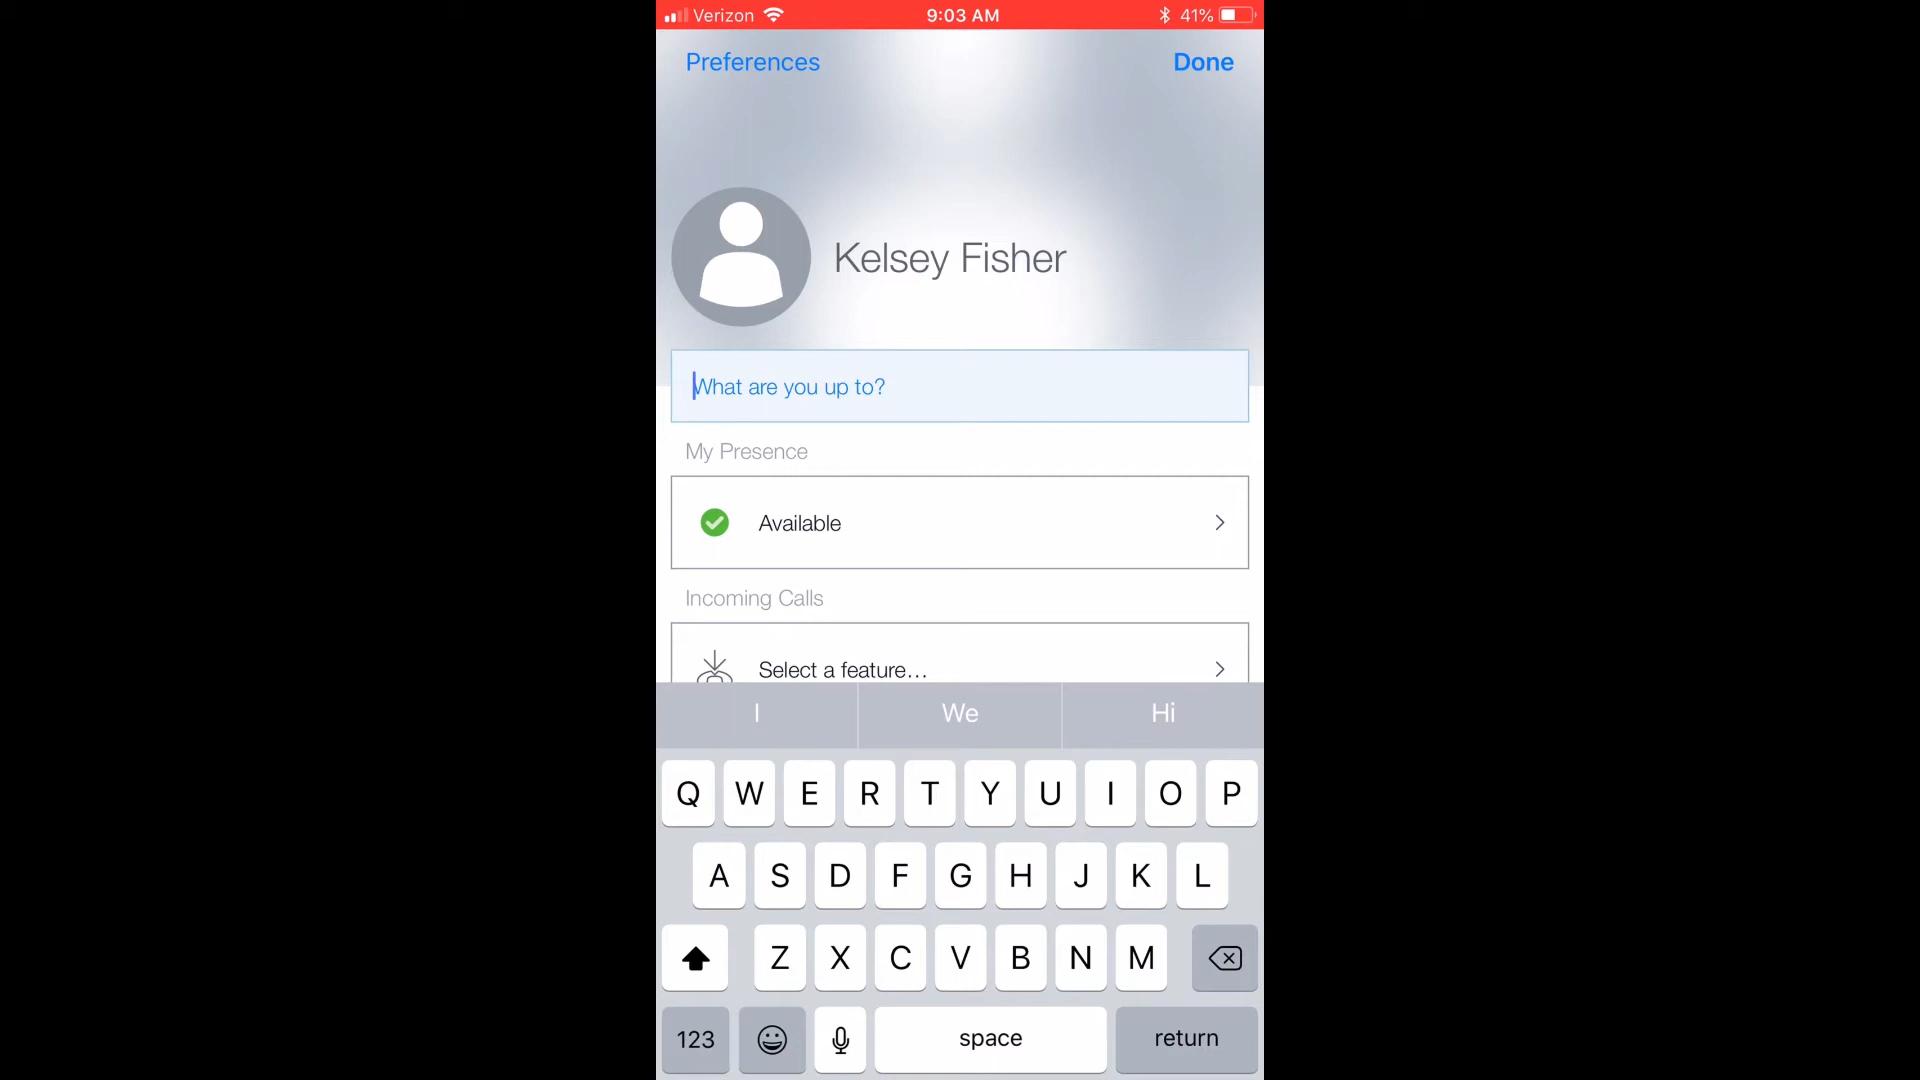 Verizon 9:03 AM 41%
Preferences Done
Kelsey Fisher
What are you up to?
My Presence
Available
Incoming Calls
Select a feature...
I We Hi
Q W E R T Y U I O P
A S D F G H J K L
Z X C V B N M
123 space return